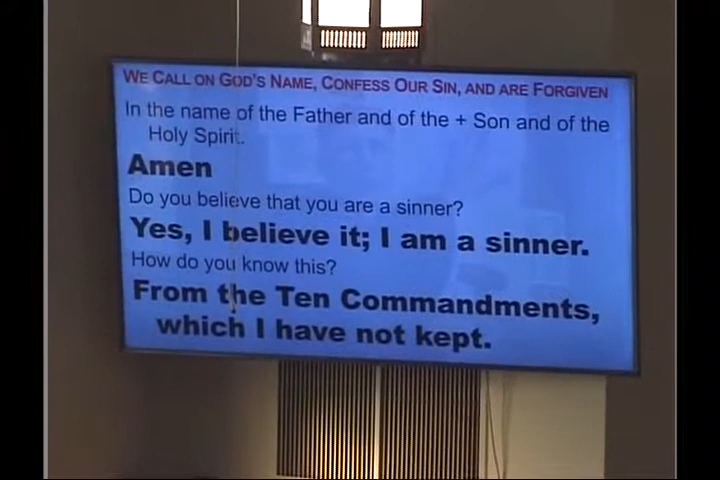 WE CALL ON GOD'S NAME, CONFESS OUR SIN, AND ARE FORGIVEN
In the name of the Father and of the + Son and of the
Holy Spirit.
Amen
Do you believe that you are a sinner?
Yes, I believe it; I am a sinner.
How do you know this?
From the Ten Commandments,
which I have not kept.